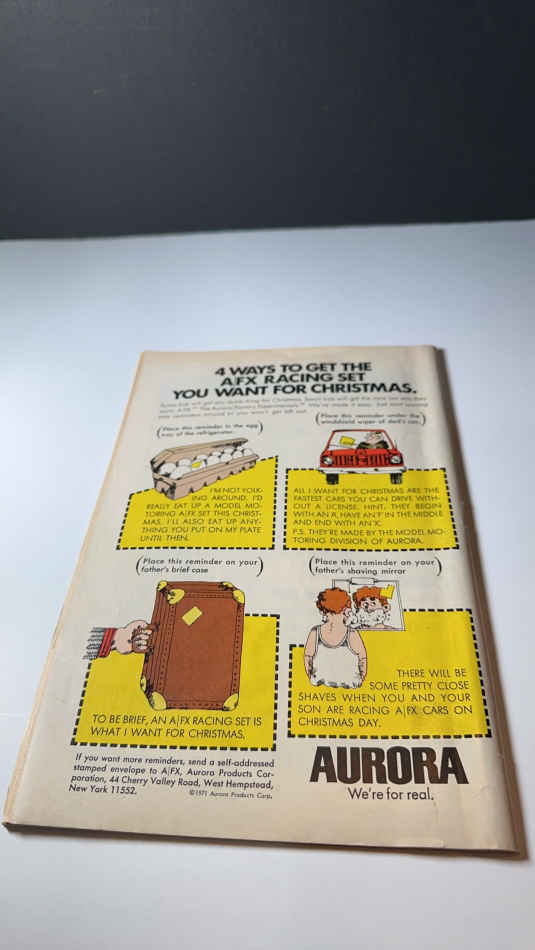 4 WAYS TO GET THE
A/FX RACING SET
YOU WANT FOR CHRISTMAS.
(Place this reminder in the egg
tray of the refrigerator.)
I'M NOT YOLK-
ING AROUND. I'D
REALLY EAT UP A MODEL MO-
TORING A/FX SET THIS CHRIST-
MAS. I'LL ALSO EAT UP ANY-
THING YOU PUT ON MY PLATE
UNTIL THEN.
(Place this reminder under the
windshield wiper of dad's car.)
ALL I WANT FOR CHRISTMAS ARE THE
FASTEST CARS YOU CAN DRIVE WITH-
OUT A LICENSE. HINT. THEY BEGIN
WITH AN 'A', HAVE AN 'F' IN THE MIDDLE
AND END WITH AN 'X'.
P.S. THEY'RE MADE BY THE MODEL MO-
TORING DIVISION OF AURORA.
(Place this reminder on your
father's brief case)
TO BE BRIEF, AN A/FX RACING SET IS
WHAT I WANT FOR CHRISTMAS.
(Place this reminder on your
father's shaving mirror)
THERE WILL BE
SOME PRETTY CLOSE
SHAVES WHEN YOU AND YOUR
SON ARE RACING A/FX CARS ON
CHRISTMAS DAY.
If you want more reminders, send a self-addressed
stamped envelope to A/FX, Aurora Products Cor-
poration, 44 Cherry Valley Road, West Hempstead,
New York 11552.
©1971 Aurora Products Corp.
AURORA
We're for real.